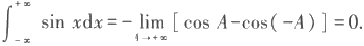 ∫_{-∞}^{+∞} sin xdx=-lim_{A→+∞}[cos A-cos(-A)]=0.